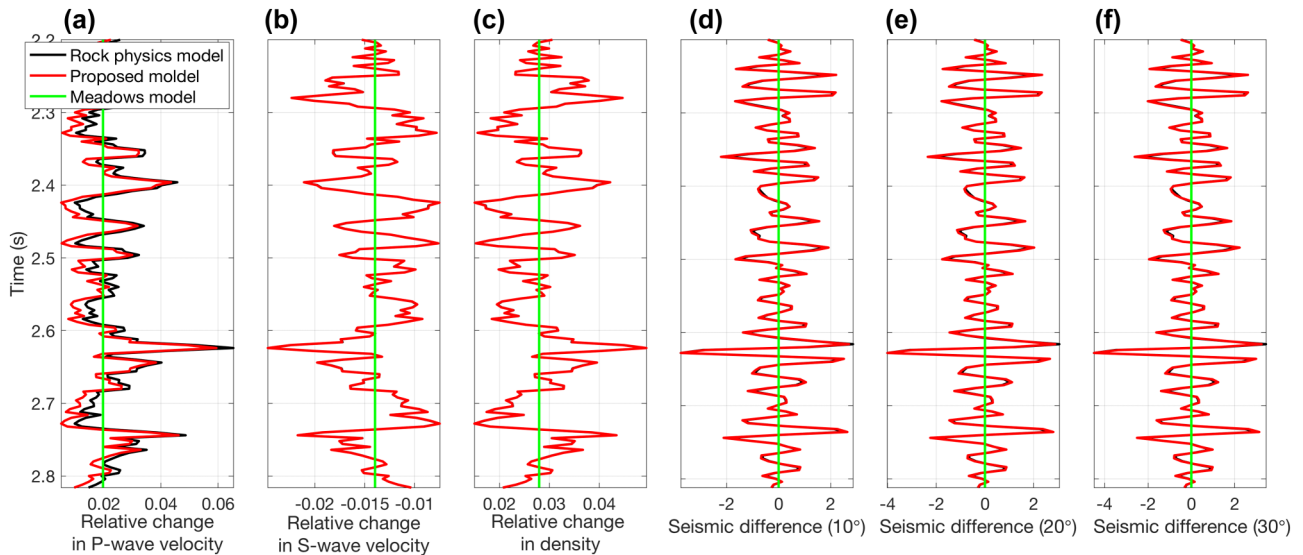 (a) (b) (c) (d) (e) (f)
Rock physics model
Proposed moldel
Meadows model
Time (s)
2.2
2.3
2.4
2.5
2.6
2.7
2.8
0.02 0.04 0.06
Relative change
in P-wave velocity
-0.02 -0.015 -0.01
Relative change
in S-wave velocity
0.02 0.03 0.04
Relative change
in density
-2 0 2
Seismic difference (10°)
-4 -2 0 2
Seismic difference (20°)
-4 -2 0 2
Seismic difference (30°)